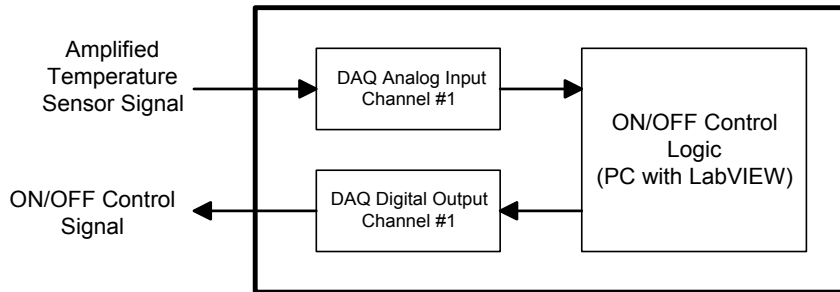 Amplified
Temperature
Sensor Signal
DAQ Analog Input
Channel #1
ON/OFF Control
Logic
(PC with LabVIEW)
ON/OFF Control
Signal
DAQ Digital Output
Channel #1